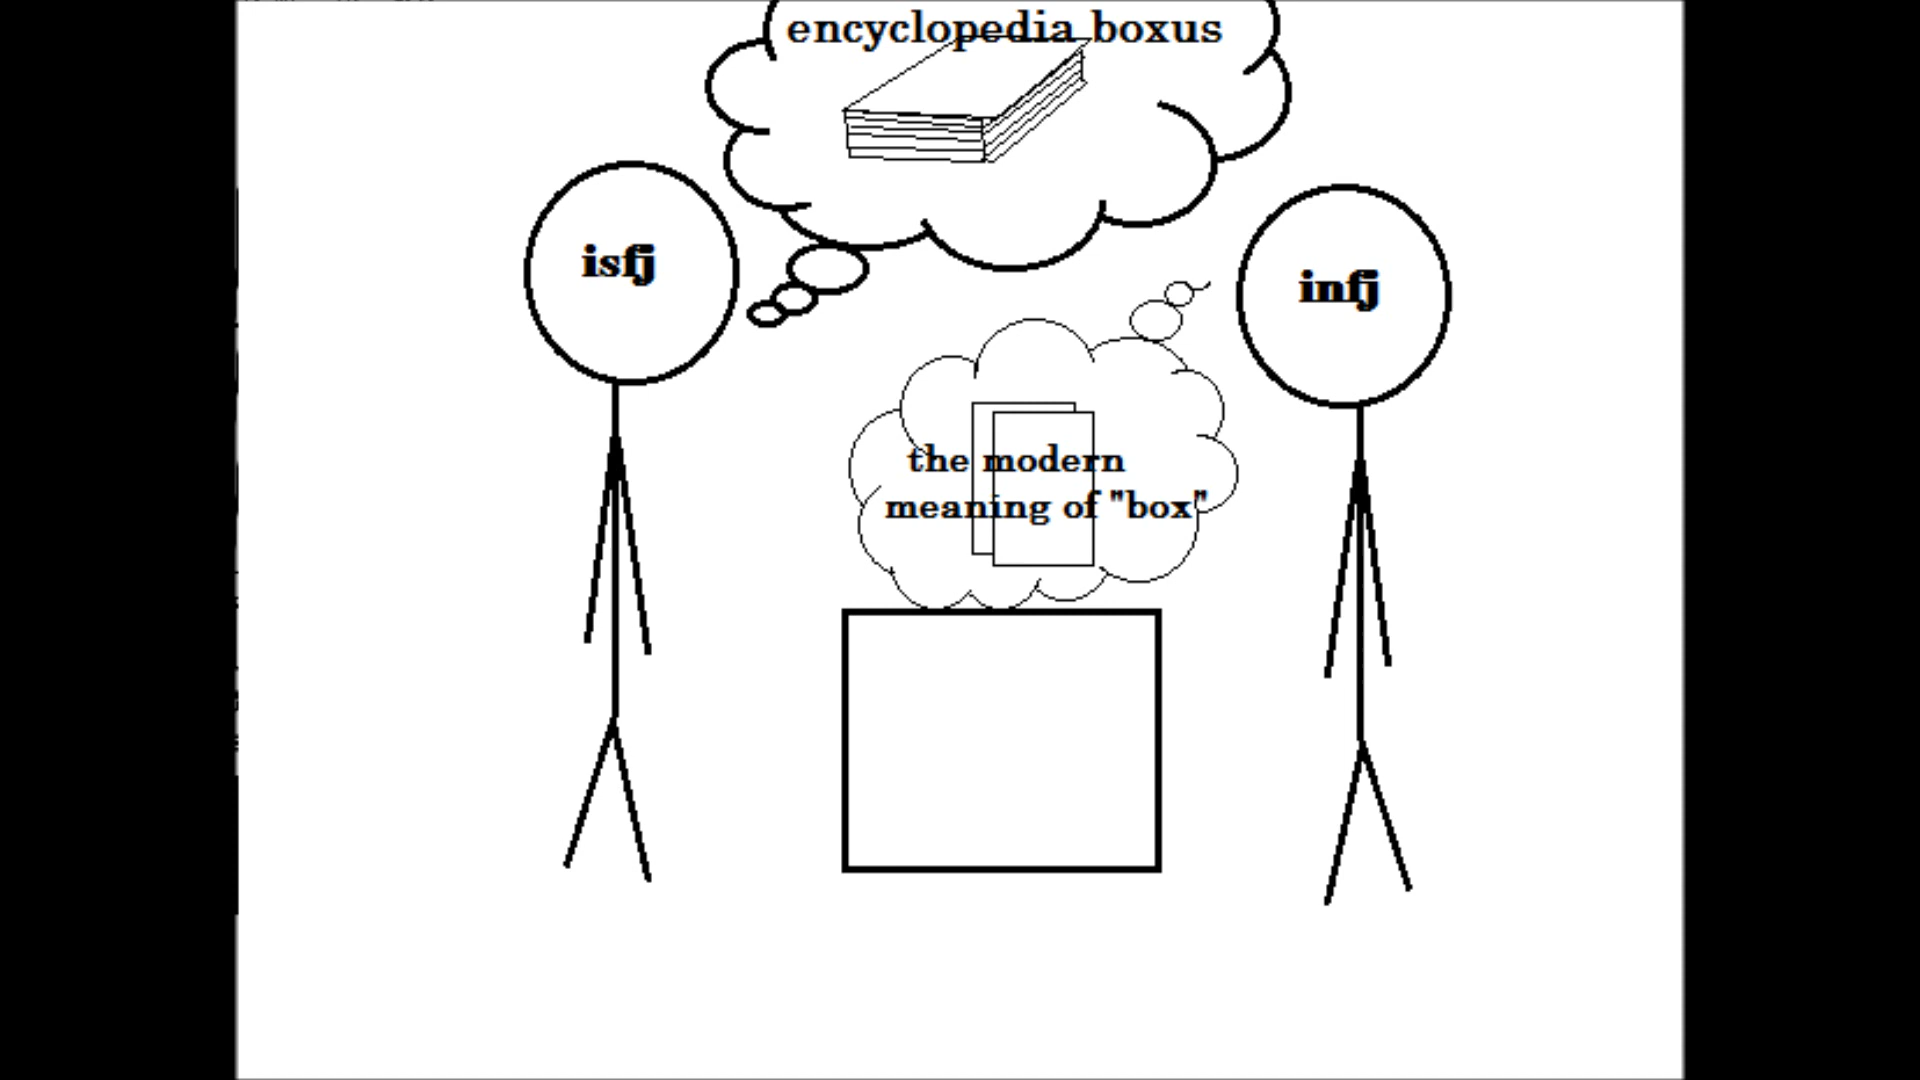 encyclopedia boxus
isfj
infj
the modern
meaning of "box"